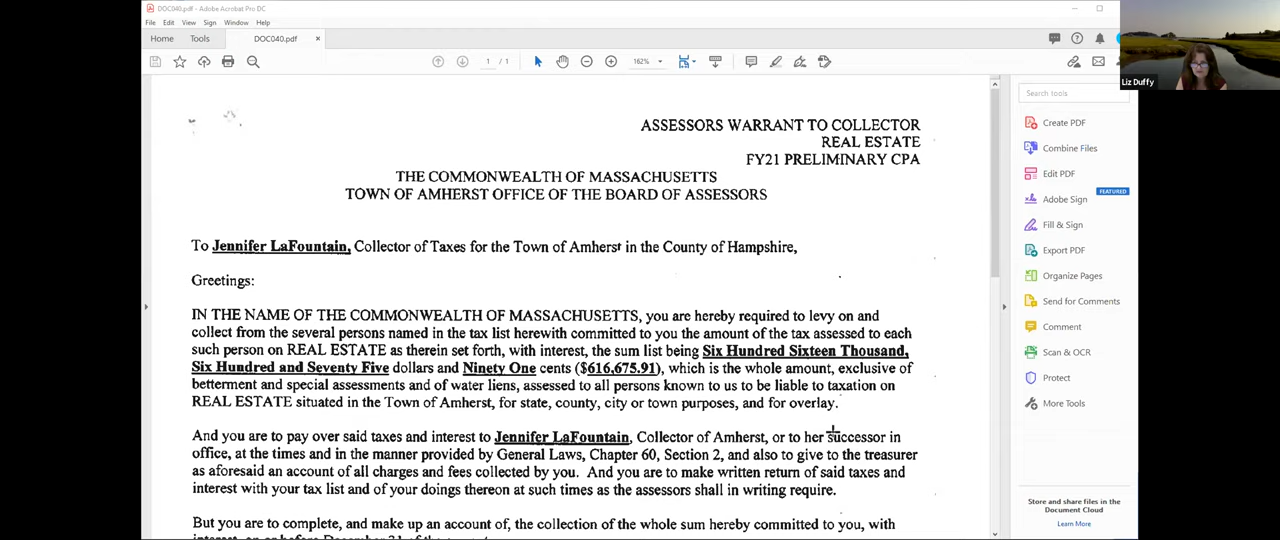 DOC040.pdf - Adobe Acrobat Pro DC
File Edit View Sign Window Help
Home Tools DOC040.pdf ×
1 / 1 162%
Liz Duffy
ASSESSORS WARRANT TO COLLECTOR
REAL ESTATE
FY21 PRELIMINARY CPA
THE COMMONWEALTH OF MASSACHUSETTS
TOWN OF AMHERST OFFICE OF THE BOARD OF ASSESSORS
To Jennifer LaFountain, Collector of Taxes for the Town of Amherst in the County of Hampshire,
Greetings:
IN THE NAME OF THE COMMONWEALTH OF MASSACHUSETTS, you are hereby required to levy on and
collect from the several persons named in the tax list herewith committed to you the amount of the tax assessed to each
such person on REAL ESTATE as therein set forth, with interest, the sum list being Six Hundred Sixteen Thousand,
Six Hundred and Seventy Five dollars and Ninety One cents ($616,675.91), which is the whole amount, exclusive of
betterment and special assessments and of water liens, assessed to all persons known to us to be liable to taxation on
REAL ESTATE situated in the Town of Amherst, for state, county, city or town purposes, and for overlay.
And you are to pay over said taxes and interest to Jennifer LaFountain, Collector of Amherst, or to her successor in
office, at the times and in the manner provided by General Laws, Chapter 60, Section 2, and also to give to the treasurer
as aforesaid an account of all charges and fees collected by you. And you are to make written return of said taxes and
interest with your tax list and of your doings thereon at such times as the assessors shall in writing require.
But you are to complete, and make up an account of, the collection of the whole sum hereby committed to you, with
Search tools
Create PDF
Combine Files
Edit PDF
FEATURED
Adobe Sign
Fill & Sign
Export PDF
Organize Pages
Send for Comments
Comment
Scan & OCR
Protect
More Tools
Store and share files in the
Document Cloud
Learn More